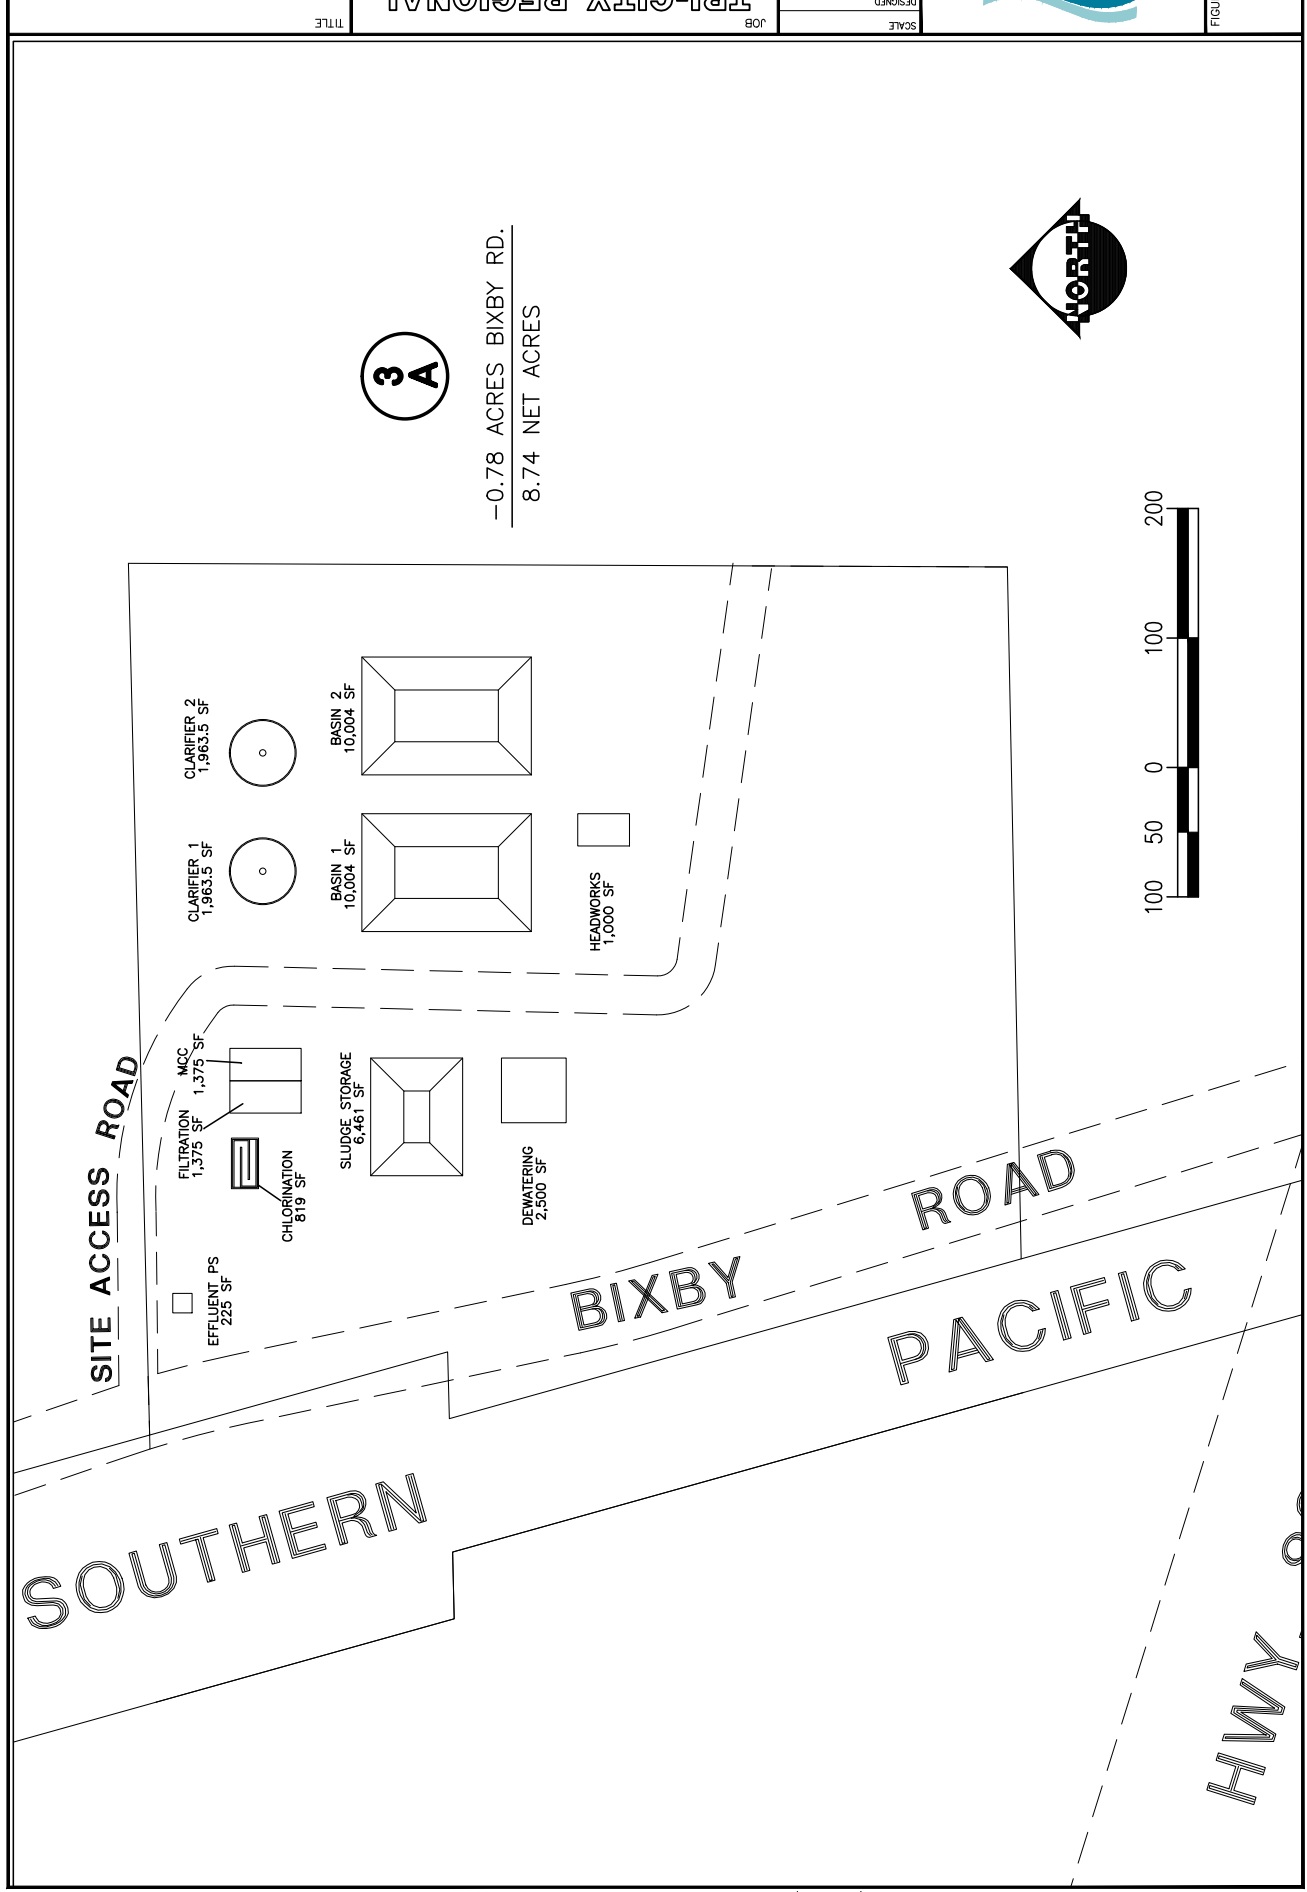 TITLE
TRI-CITY REGIONAL
JOB
DESIGNED
SCALE
3
A
-0.78 ACRES BIXBY RD.
8.74 NET ACRES
NORTH
CLARIFIER 2
1,963.5 SF
BASIN 2
10,004 SF
CLARIFIER 1
1,963.5 SF
BASIN 1
10,004 SF
HEADWORKS
1,000 SF
SITE ACCESS ROAD
MCC
1,375 SF
FILTRATION
1,375 SF
CHLORINATION
819 SF
SLUDGE STORAGE
6,461 SF
DEWATERING
2,500 SF
EFFLUENT PS
225 SF
BIXBY ROAD
SOUTHERN PACIFIC
HWY
100 50 0 100 200